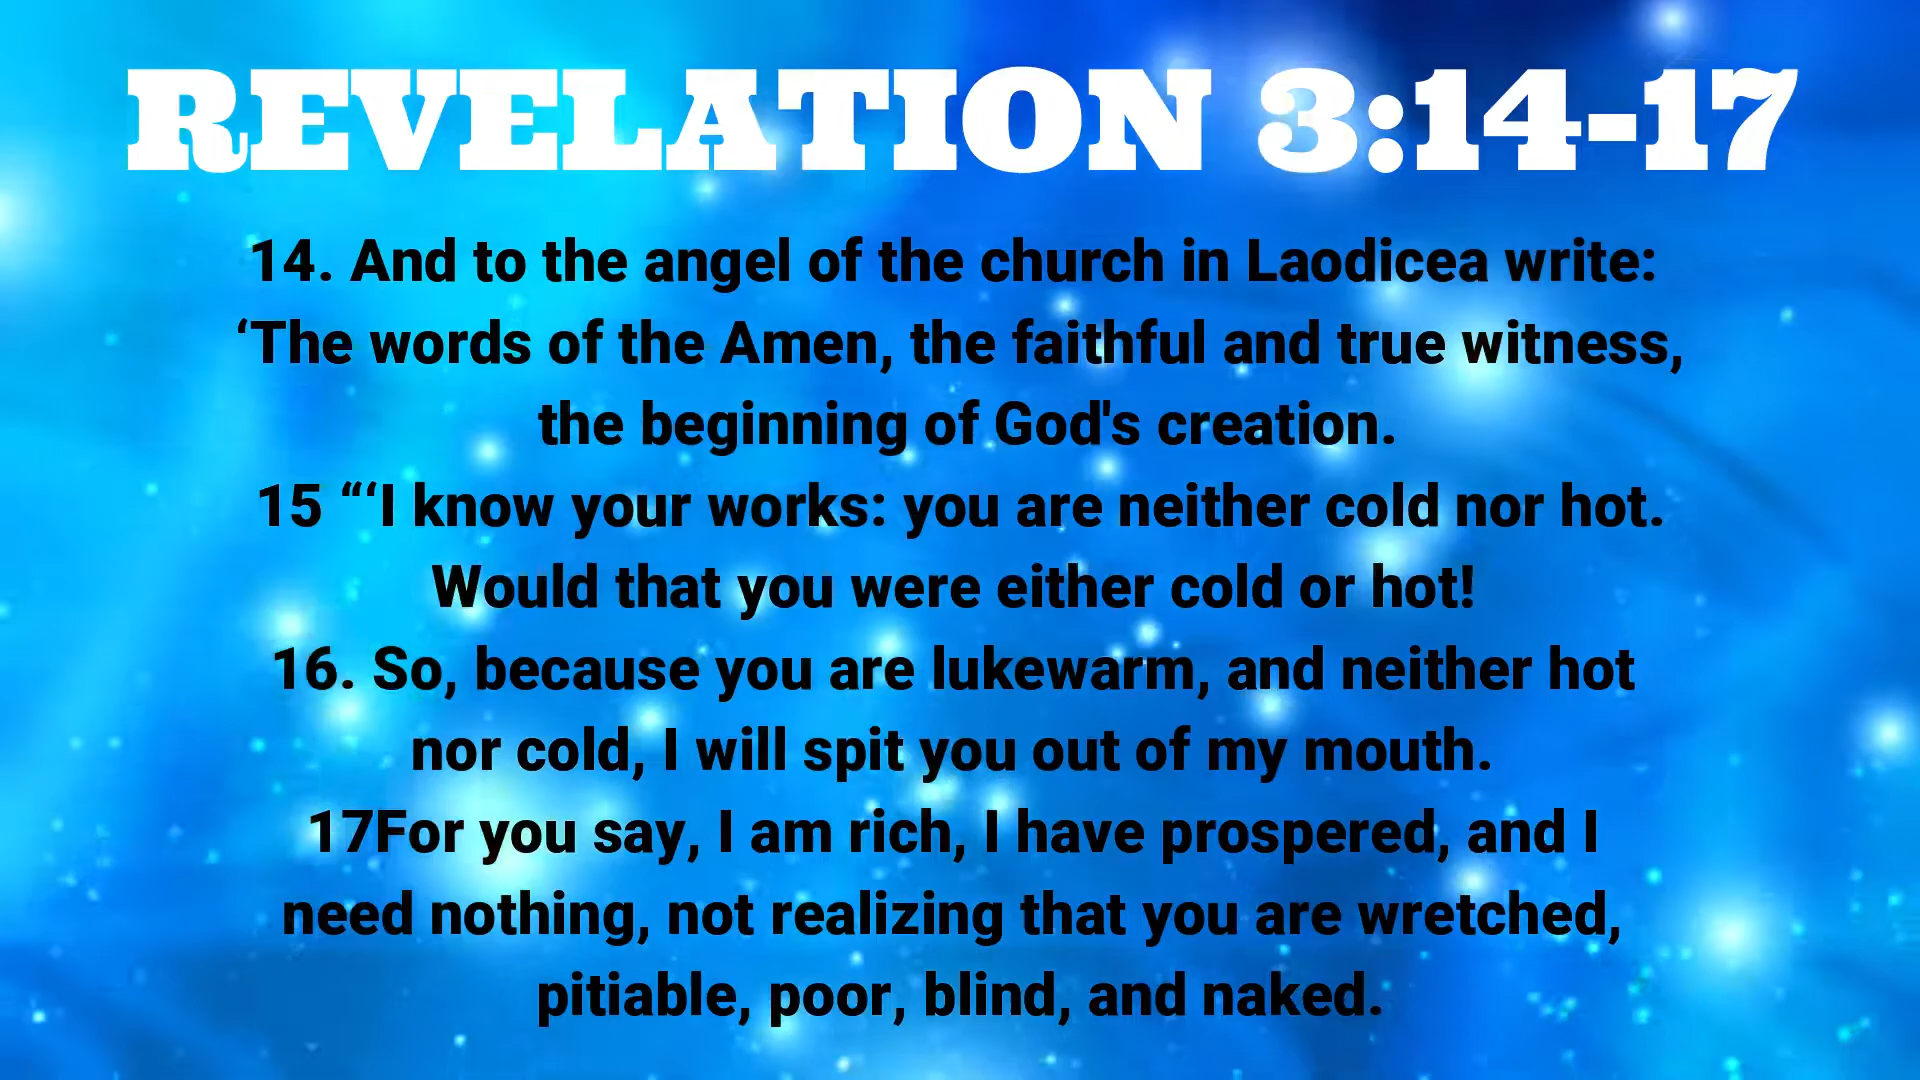 REVELATION 3:14-17
14. And to the angel of the church in Laodicea write:
‘The words of the Amen, the faithful and true witness,
the beginning of God's creation.
15 “‘I know your works: you are neither cold nor hot.
Would that you were either cold or hot!
16. So, because you are lukewarm, and neither hot
nor cold, I will spit you out of my mouth.
17For you say, I am rich, I have prospered, and I
need nothing, not realizing that you are wretched,
pitiable, poor, blind, and naked.